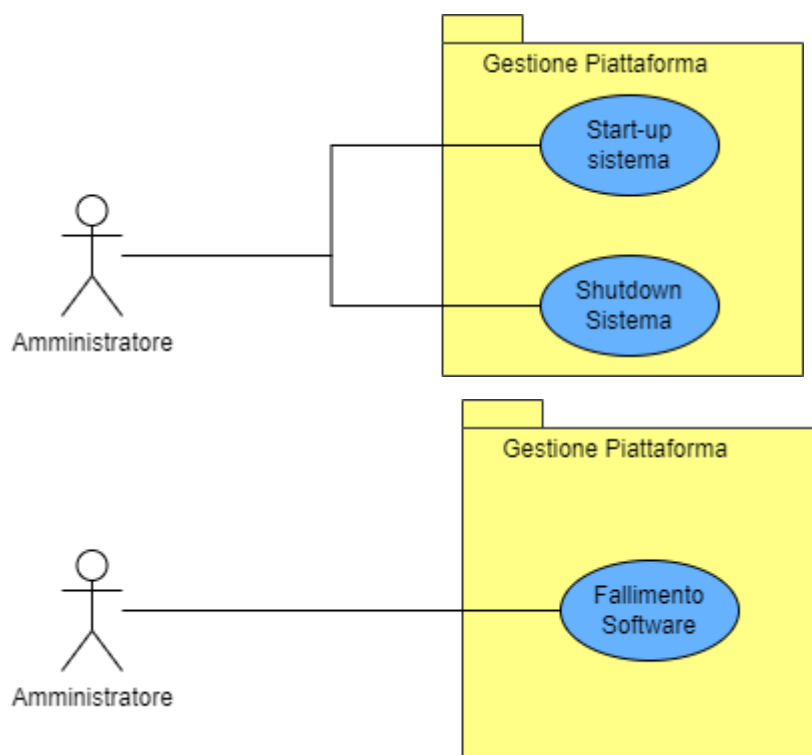 Gestione Piattaforma
Start-up
sistema
Shutdown
Sistema
Amministratore
Gestione Piattaforma
Fallimento
Software
Amministratore